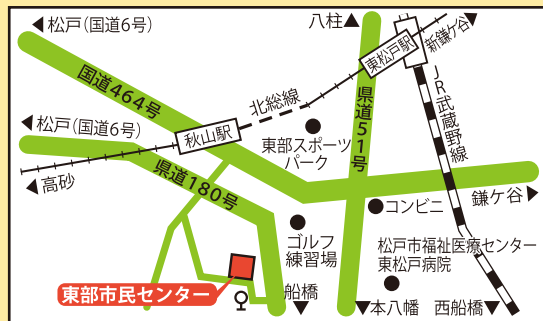 松戸(国道6号)
八柱
新鎌ケ谷
東松戸駅
国道464号
北総線
JR武蔵野線
松戸(国道6号)
秋山駅
東部スポーツ
パーク
県道51号
高砂
県道180号
鎌ケ谷
コンビニ
ゴルフ
練習場
松戸市福祉医療センター
東松戸病院
東部市民センター
船橋
本八幡
西船橋